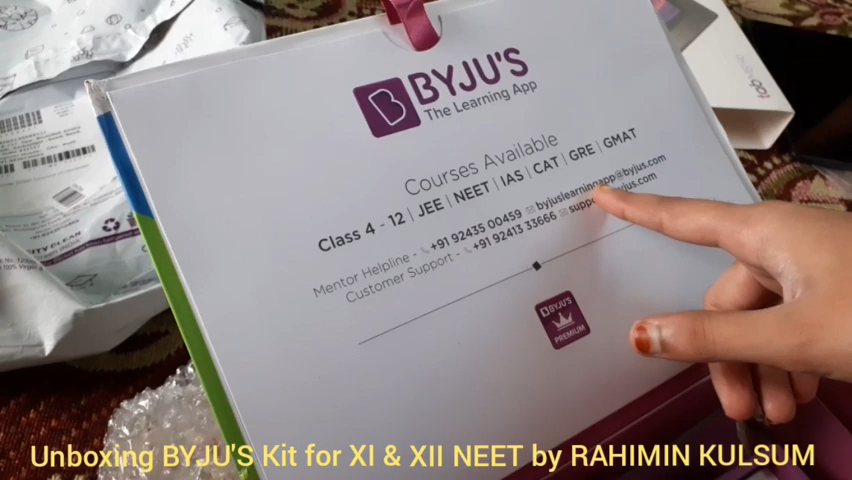 BYJU'S
The Learning App
Courses Available
Class 4 - 12 | JEE | NEET | IAS | CAT | GRE | GMAT
Mentor Helpline - +91 92435 00459 byjuslearningapp@byjus.com
Customer Support - +91 92413 33666
BYJU'S
PREMIUM
Unboxing BYJU'S Kit for XI & XII NEET by RAHIMIN KULSUM